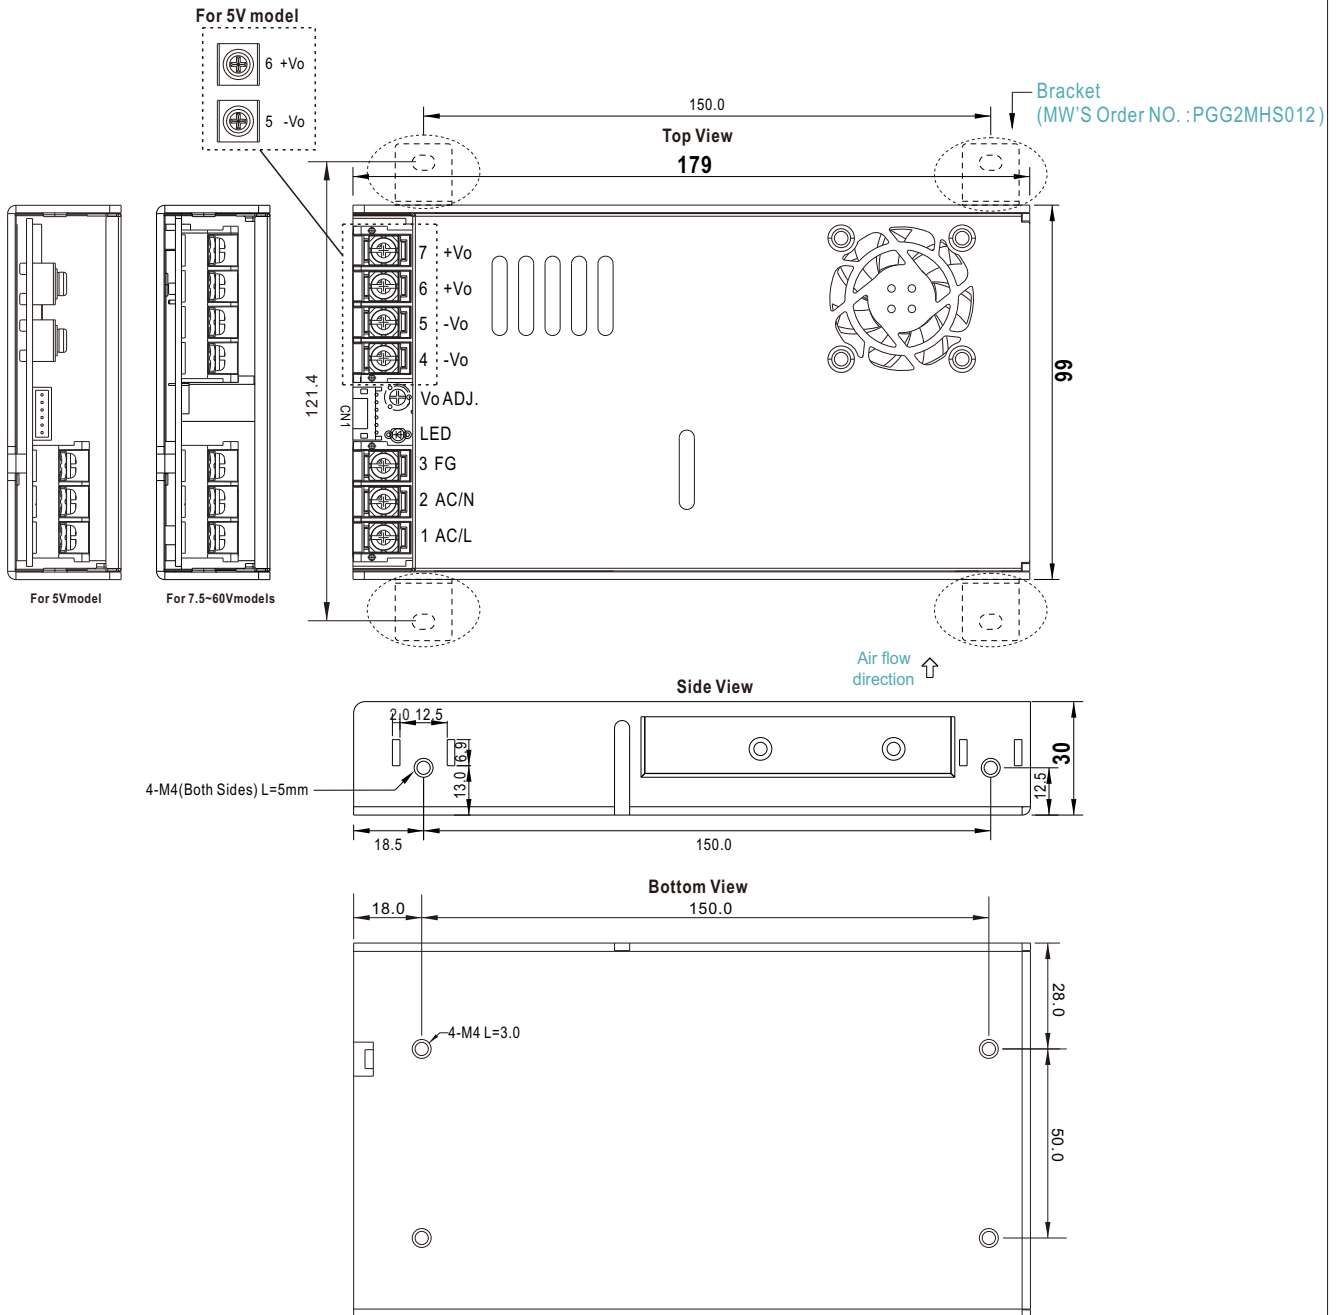 For 5V model
6 +Vo
5 -Vo
150.0
Bracket
(MW'S Order NO. :PGG2MHS012)
Top View
179
7 +Vo
6 +Vo
5 -Vo
4 -Vo
Vo ADJ.
CN1
LED
3 FG
2 AC/N
1 AC/L
121.4
99
For 5Vmodel
For 7.5~60Vmodels
Air flow
direction
Side View
2.0 12.5
6.9
13.0
30
12.5
4-M4(Both Sides) L=5mm
18.5
150.0
Bottom View
18.0
150.0
28.0
4-M4 L=3.0
50.0